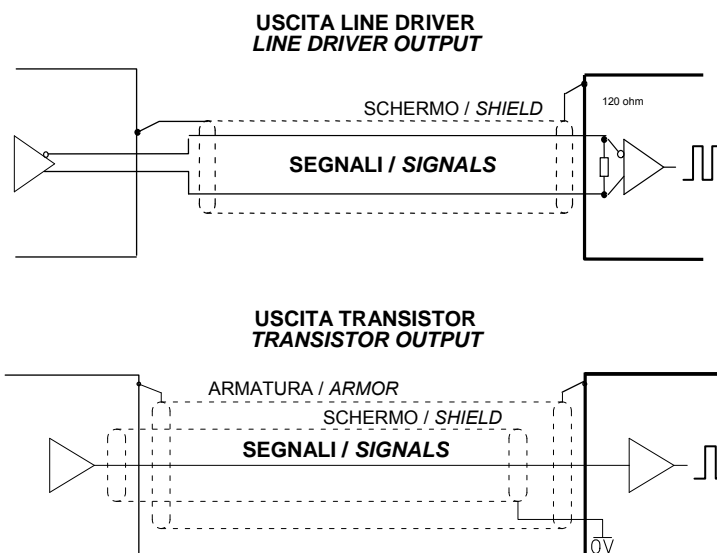 USCITA LINE DRIVER
LINE DRIVER OUTPUT
SCHERMO / SHIELD
120 ohm
SEGNALI / SIGNALS
USCITA TRANSISTOR
TRANSISTOR OUTPUT
ARMATURA / ARMOR
SCHERMO / SHIELD
SEGNALI / SIGNALS
0V